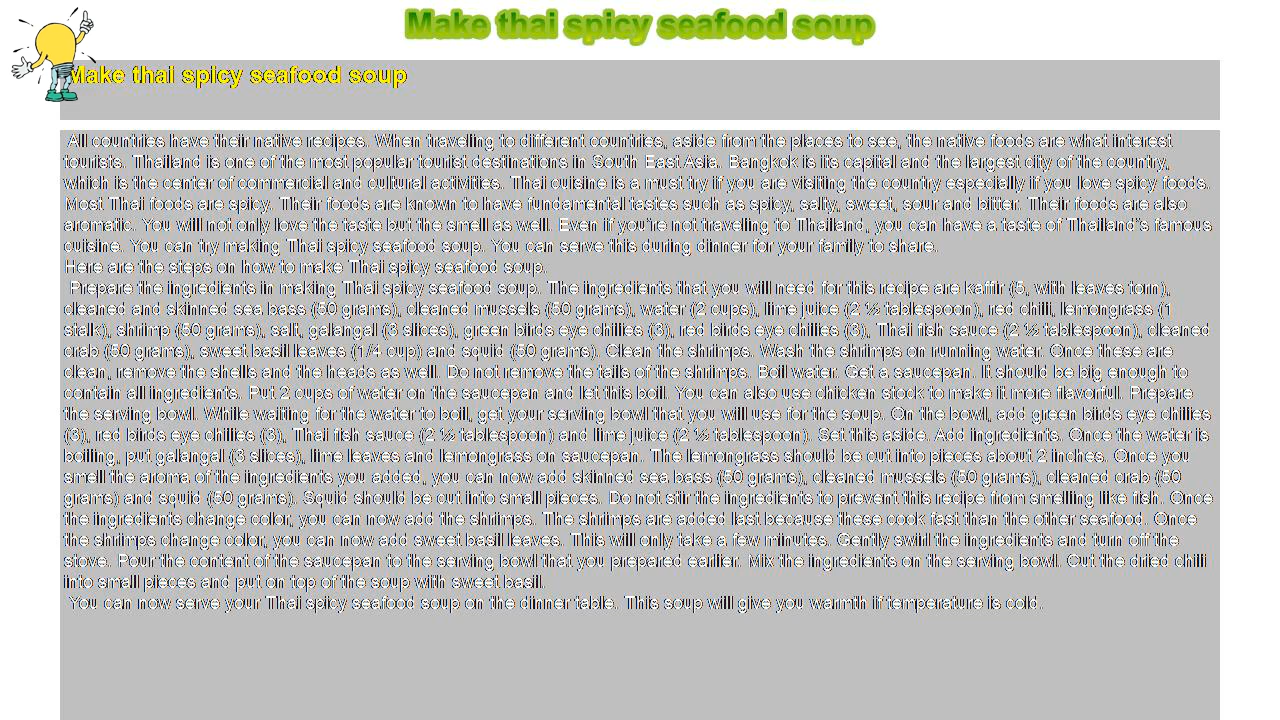 Make thai spicy seafood soup
Make thai spicy seafood soup
All countries have their native recipes. When traveling to different countries, aside from the places to see, the native foods are what interest
tourists. Thailand is one of the most popular tourist destinations in South East Asia. Bangkok is its capital and the largest city of the country,
which is the center of commercial and cultural activities. Thai cuisine is a must try if you are visiting the country especially if you love spicy foods.
Most Thai foods are spicy. Their foods are known to have fundamental tastes such as spicy, salty, sweet, sour and bitter. Their foods are also
aromatic. You will not only love the taste but the smell as well. Even if you're not traveling to Thailand, you can have a taste of Thailand's famous
cuisine. You can try making Thai spicy seafood soup. You can serve this during dinner for your family to share.
Here are the steps on how to make Thai spicy seafood soup.
Prepare the ingredients in making Thai spicy seafood soup. The ingredients that you will need for this recipe are kaffir (5, with leaves torn),
cleaned and skinned sea bass (50 grams), cleaned mussels (50 grams), water (2 cups), lime juice (2 ½ tablespoon), red chili, lemongrass (1
stalk), shrimp (50 grams), salt, galangal (3 slices), green birds eye chilies (3), red birds eye chilies (3), Thai fish sauce (2 ½ tablespoon), cleaned
crab (50 grams), sweet basil leaves (1/4 cup) and squid (50 grams). Clean the shrimps. Wash the shrimps on running water. Once these are
clean, remove the shells and the heads as well. Do not remove the tails of the shrimps. Boil water. Get a saucepan. It should be big enough to
contain all ingredients. Put 2 cups of water on the saucepan and let this boil. You can also use chicken stock to make it more flavorful. Prepare
the serving bowl. While waiting for the water to boil, get your serving bowl that you will use for the soup. On the bowl, add green birds eye chilies
(3), red birds eye chilies (3), Thai fish sauce (2 ½ tablespoon) and lime juice (2 ½ tablespoon). Set this aside. Add ingredients. Once the water is
boiling, put galangal (3 slices), lime leaves and lemongrass on saucepan. The lemongrass should be cut into pieces about 2 inches. Once you
smell the aroma of the ingredients you added, you can now add skinned sea bass (50 grams), cleaned mussels (50 grams), cleaned crab (50
grams) and squid (50 grams). Squid should be cut into small pieces. Do not stir the ingredients to prevent this recipe from smelling like fish. Once
the ingredients change color, you can now add the shrimps. The shrimps are added last because these cook fast than the other seafood. Once
the shrimps change color, you can now add sweet basil leaves. This will only take a few minutes. Gently swirl the ingredients and turn off the
stove. Pour the content of the saucepan to the serving bowl that you prepared earlier. Mix the ingredients on the serving bowl. Cut the dried chili
into small pieces and put on top of the soup with sweet basil.
You can now serve your Thai spicy seafood soup on the dinner table. This soup will give you warmth if temperature is cold.